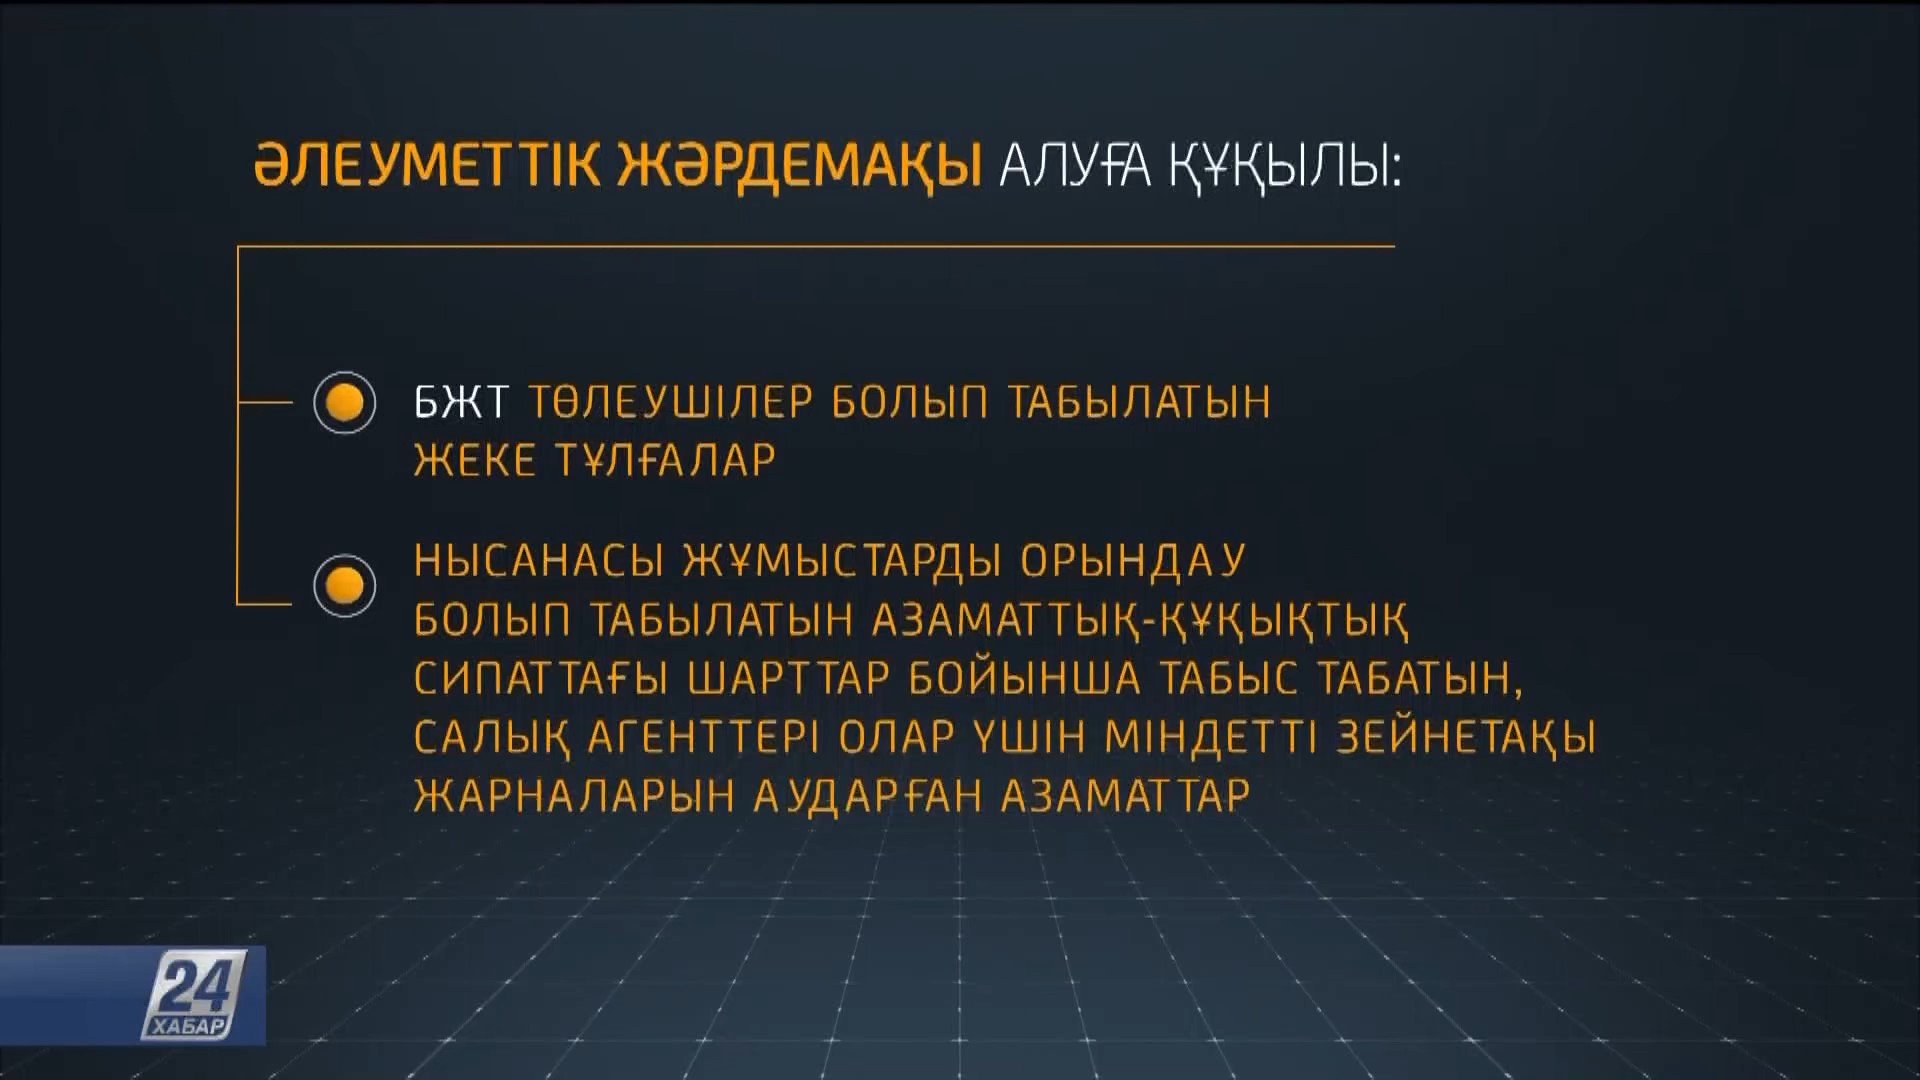 ӘЛЕУМЕТТІК ЖӘРДЕМАҚЫ АЛУҒА ҚҰҚЫЛЫ:
БЖТ ТӨЛЕУШІЛЕР БОЛЫП ТАБЫЛАТЫН
ЖЕКЕ ТҰЛҒАЛАР
НЫСАНАСЫ ЖҰМЫСТАРДЫ ОРЫНДАУ
БОЛЫП ТАБЫЛАТЫН АЗАМАТТЫҚ-ҚҰҚЫҚТЫҚ
СИПАТТАҒЫ ШАРТТАР БОЙЫНША ТАБЫС ТАБАТЫН,
САЛЫҚ АГЕНТТЕРІ ОЛАР ҮШІН МІНДЕТТІ ЗЕЙНЕТАҚЫ
ЖАРНАЛАРЫН АУДАРҒАН АЗАМАТТАР
24
ХАБАР